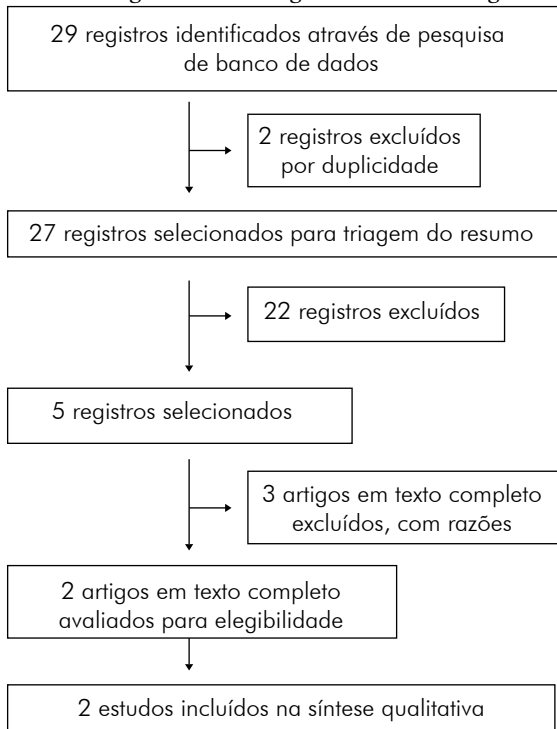 29 registros identificados através de pesquisa
de banco de dados
2 registros excluídos
por duplicidade
27 registros selecionados para triagem do resumo
22 registros excluídos
5 registros selecionados
3 artigos em texto completo
excluídos, com razões
2 artigos em texto completo
avaliados para elegibilidade
2 estudos incluídos na síntese qualitativa